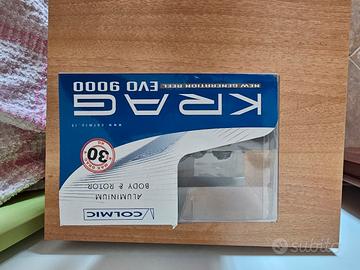 KRAG
EVO 9000
NEW GENERATION REEL
www.colmic.it
30
ALUMINIUM
BODY & ROTOR
COLMIC
subito